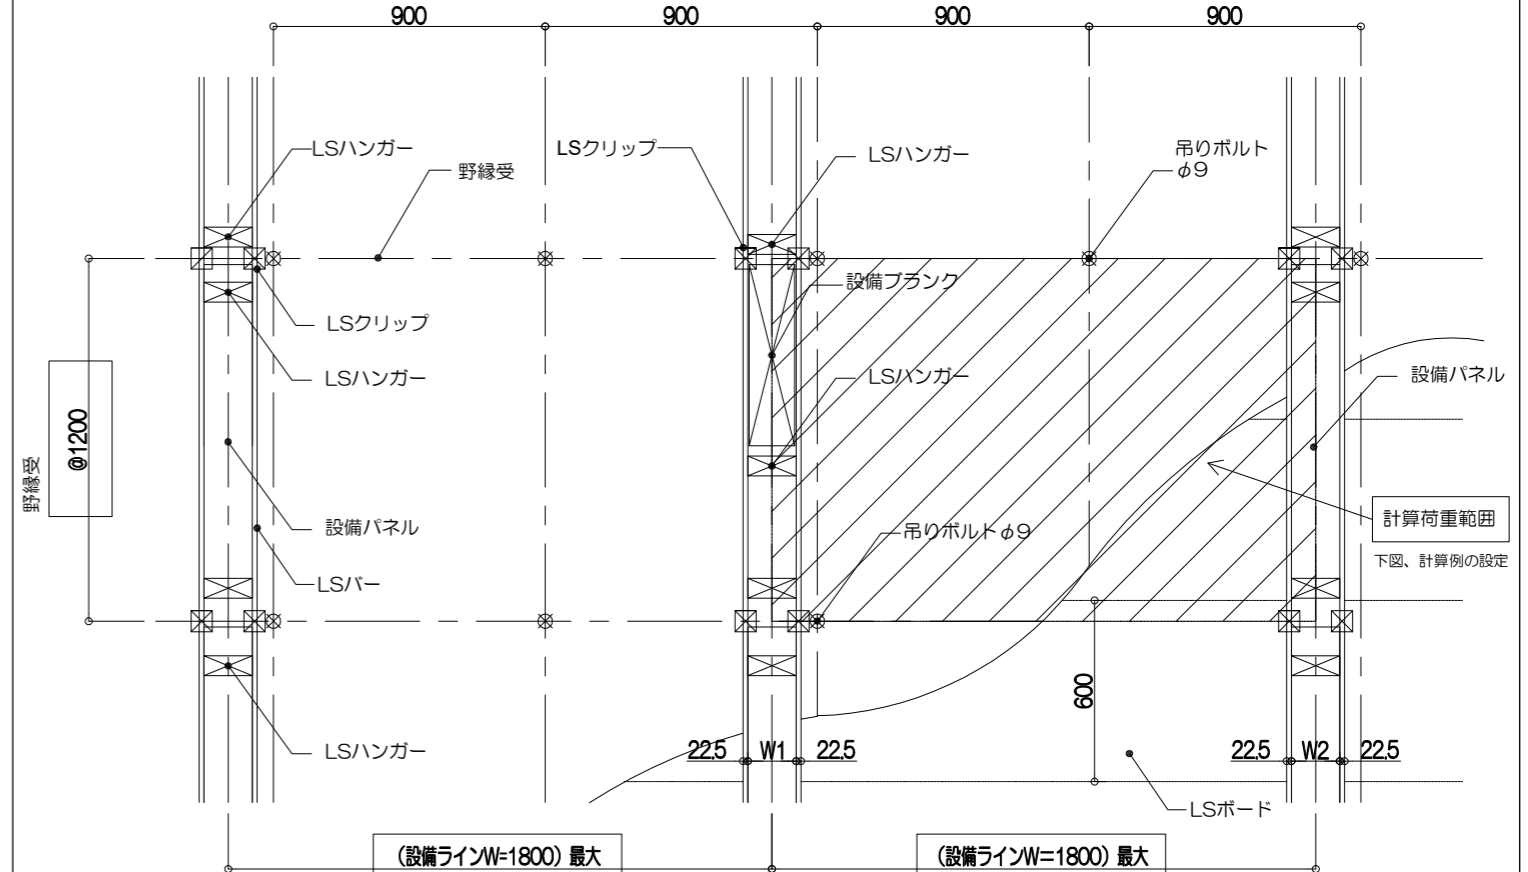 900
900
900
900
LSハンガー
野縁受
LSクリップ
LSハンガー
吊りボルト
φ9
設備ブランク
LSクリップ
LSハンガー
LSハンガー
設備パネル
@1200
野縁受
計算荷重範囲
下図、計算例の設定
設備パネル
吊りボルトφ9
LSバー
600
LSハンガー
22.5 W1 22.5
22.5 W2 22.5
LSボード
(設備ラインW=1800) 最大
(設備ラインW=1800) 最大